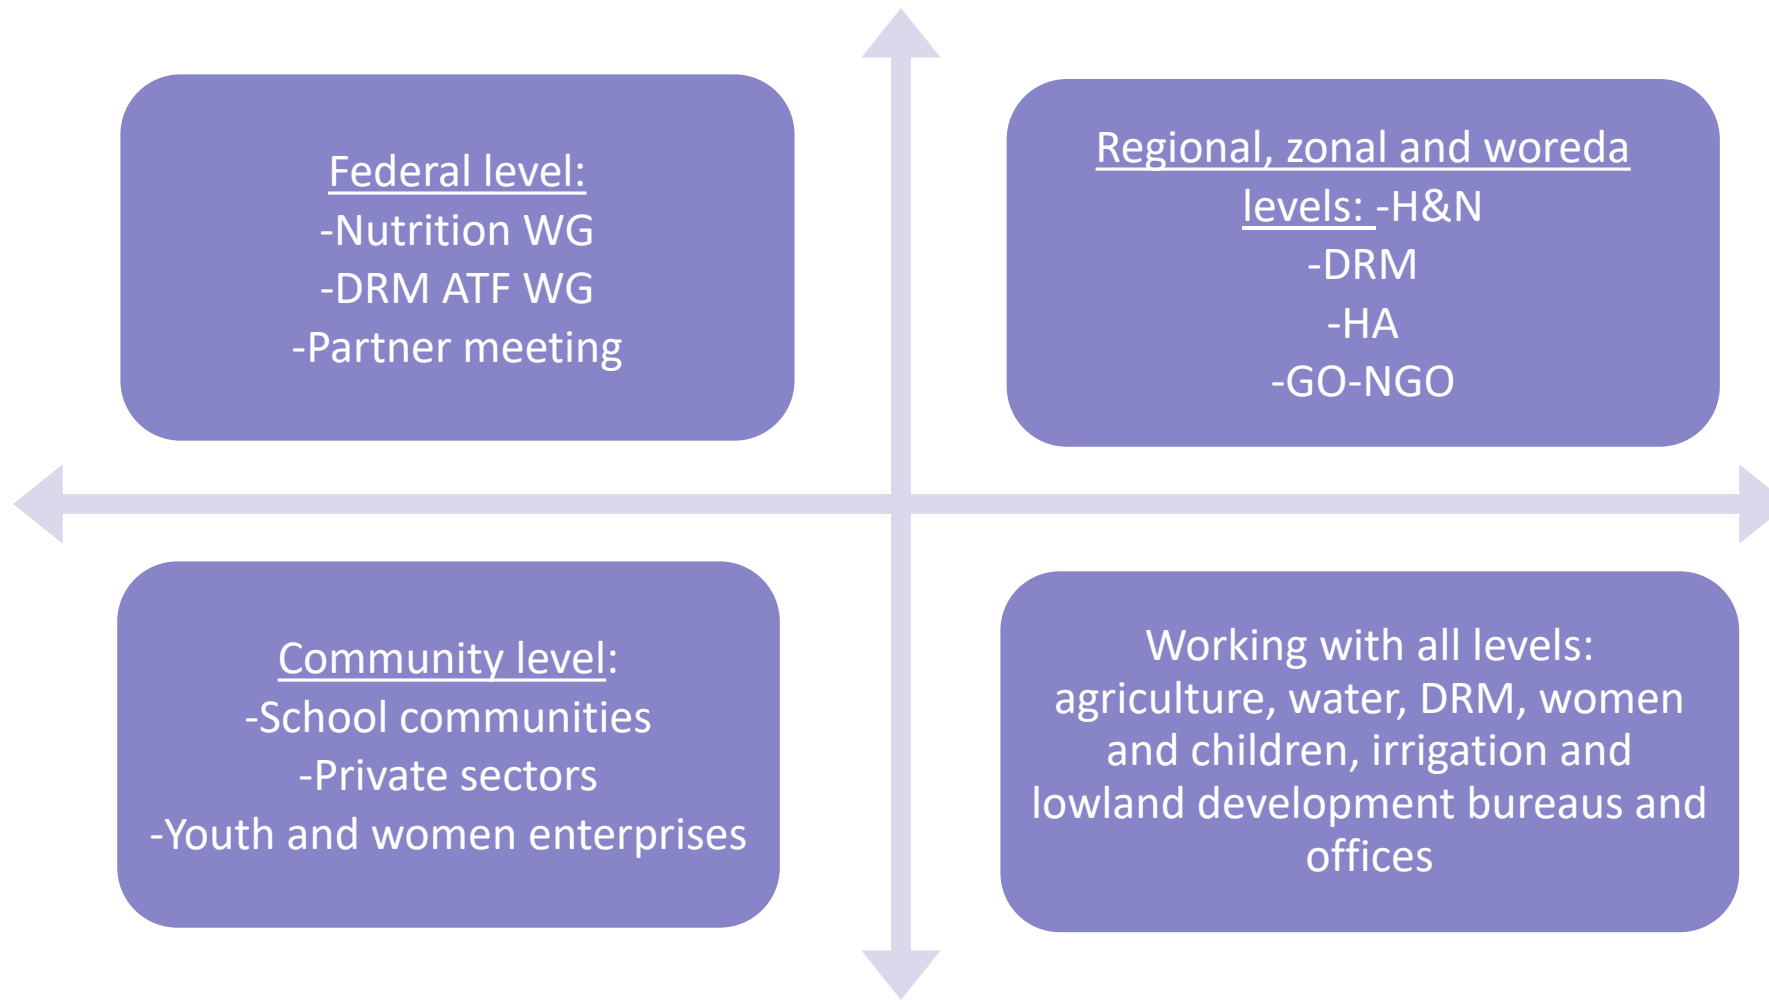 Federal level:
-Nutrition WG
-DRM ATF WG
-Partner meeting
Regional, zonal and woreda
levels: -H&N
-DRM
-HA
-GO-NGO
Community level:
-School communities
-Private sectors
-Youth and women enterprises
Working with all levels:
agriculture, water, DRM, women
and children, irrigation and
lowland development bureaus and
offices